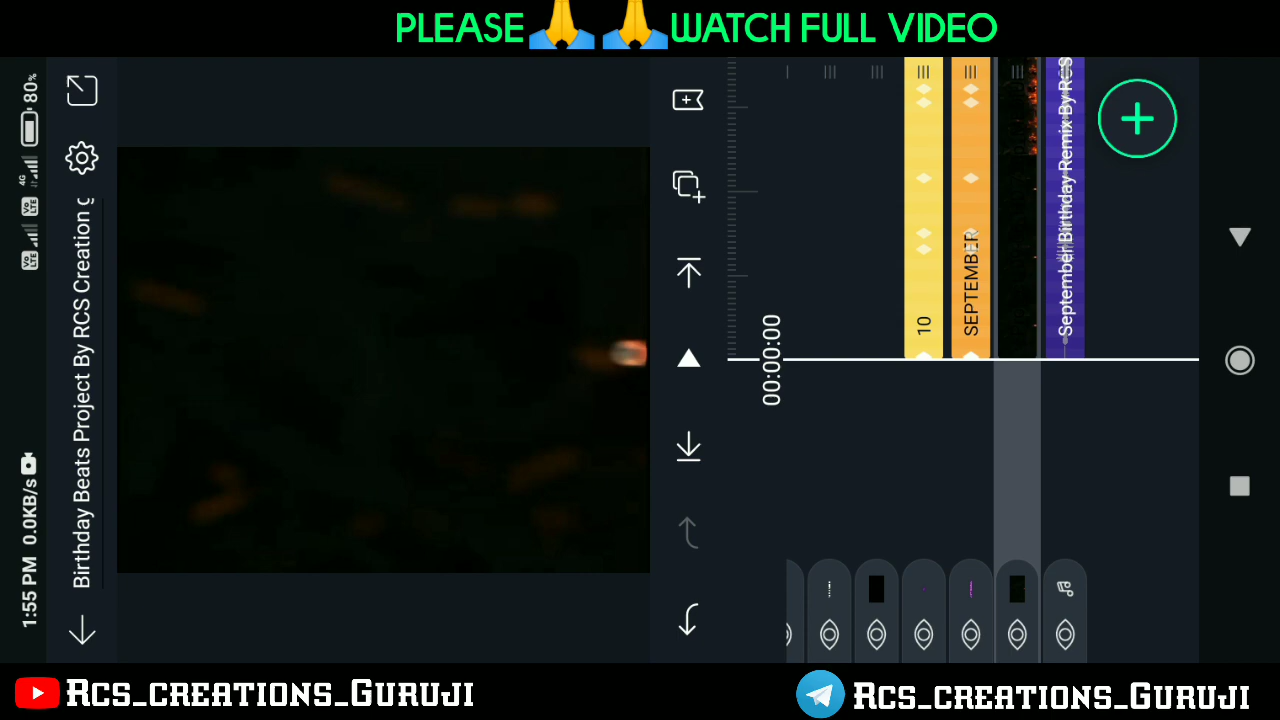 PLEASE🙏 🙏WATCH FULL VIDEO
1:55 PM 0.0KB/s 4G 80%
Birthday Beats Project By RCS Creation
00:00:00
10
SEPTEMBER
September Birthday Remix By RCS
Rcs_creations_Guruji
Rcs_creations_Guruji